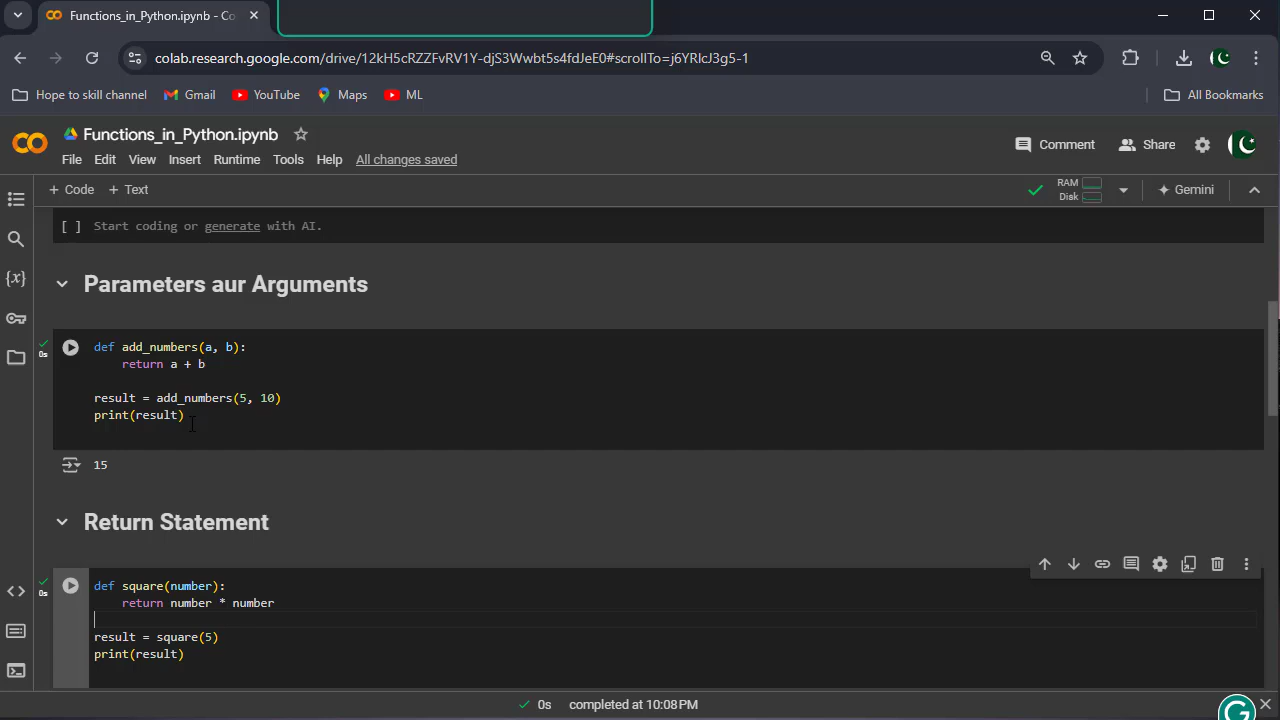 Functions_in_Python.ipynb - Co
colab.research.google.com/drive/12kH5cRZZFvRV1Y-djS3Wwbt5s4fdJeE0#scrollTo=j6YRIcJ3g5-1
Hope to skill channel
Gmail
YouTube
Maps
ML
All Bookmarks
CO
Functions_in_Python.ipynb
Comment
Share
File
Edit
View
Insert
Runtime
Tools
Help
All changes saved
+ Code
+ Text
RAM
Disk
Gemini
[ ]
Start coding or generate with AI.
Parameters aur Arguments
0s
def add_numbers(a, b):
return a + b
result = add_numbers(5, 10)
print(result)
15
Return Statement
0s
def square(number):
return number * number
result = square(5)
print(result)
{x}
0s
completed at 10:08 PM
G